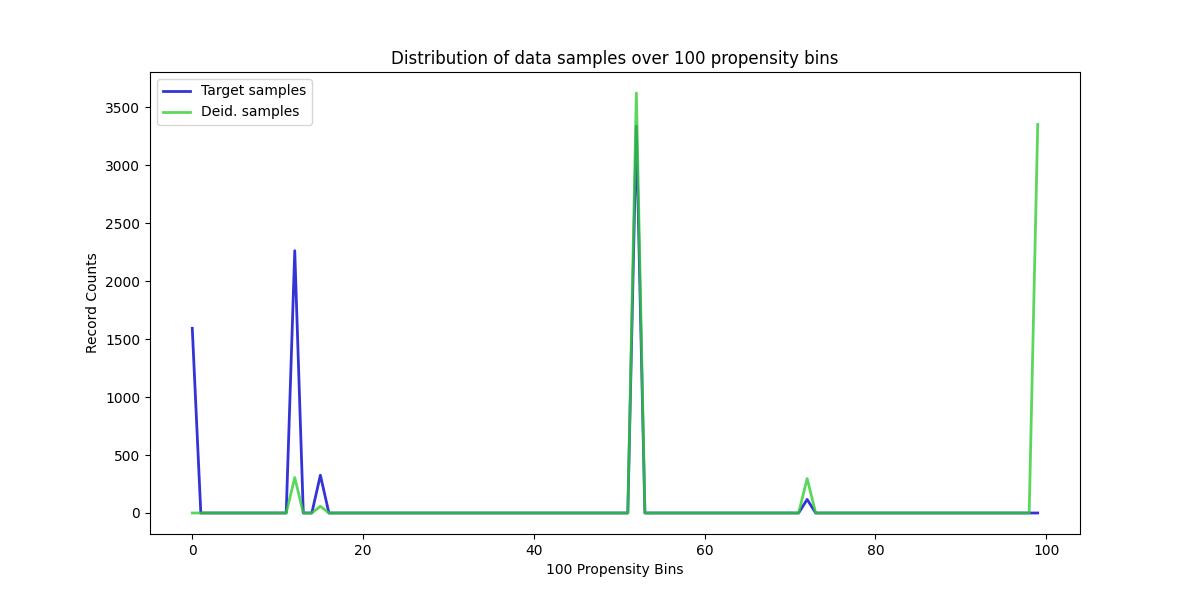 Distribution of data samples over 100 propensity bins
Target samples
Deid. samples
3500
3000
2500
2000
1500
1000
500
0
Record Counts
0 20 40 60 80 100
100 Propensity Bins